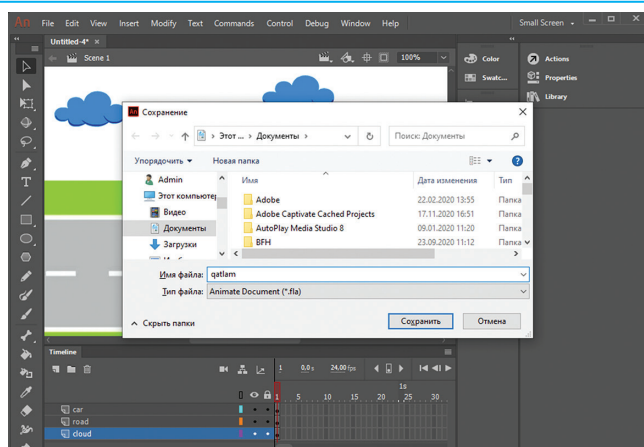 An File Edit View Insert Modify Text Commands Control Debug Window Help Small Screen
Untitled-4* ×
Scene 1 100%
Color
Actions
Swatc...
Properties
Library
An Сохранение
Этот ... › Документы ›
Поиск: Документы
Упорядочить Новая папка
Admin
Этот компьютер
Видео
Документы
Загрузки
Имя Дата изменения Тип
Adobe 22.02.2020 13:55 Папка
Adobe Captivate Cached Projects 17.11.2020 16:51 Папка
AutoPlay Media Studio 8 09.01.2020 11:20 Папка
BFH 23.09.2020 11:12 Папка
Имя файла: qatlam
Тип файла: Animate Document (*.fla)
Скрыть папки Сохранить Отмена
Timeline
1 0.0 s 24.00 fps
1s
1 5 10 15 20 25 30
car
road
cloud